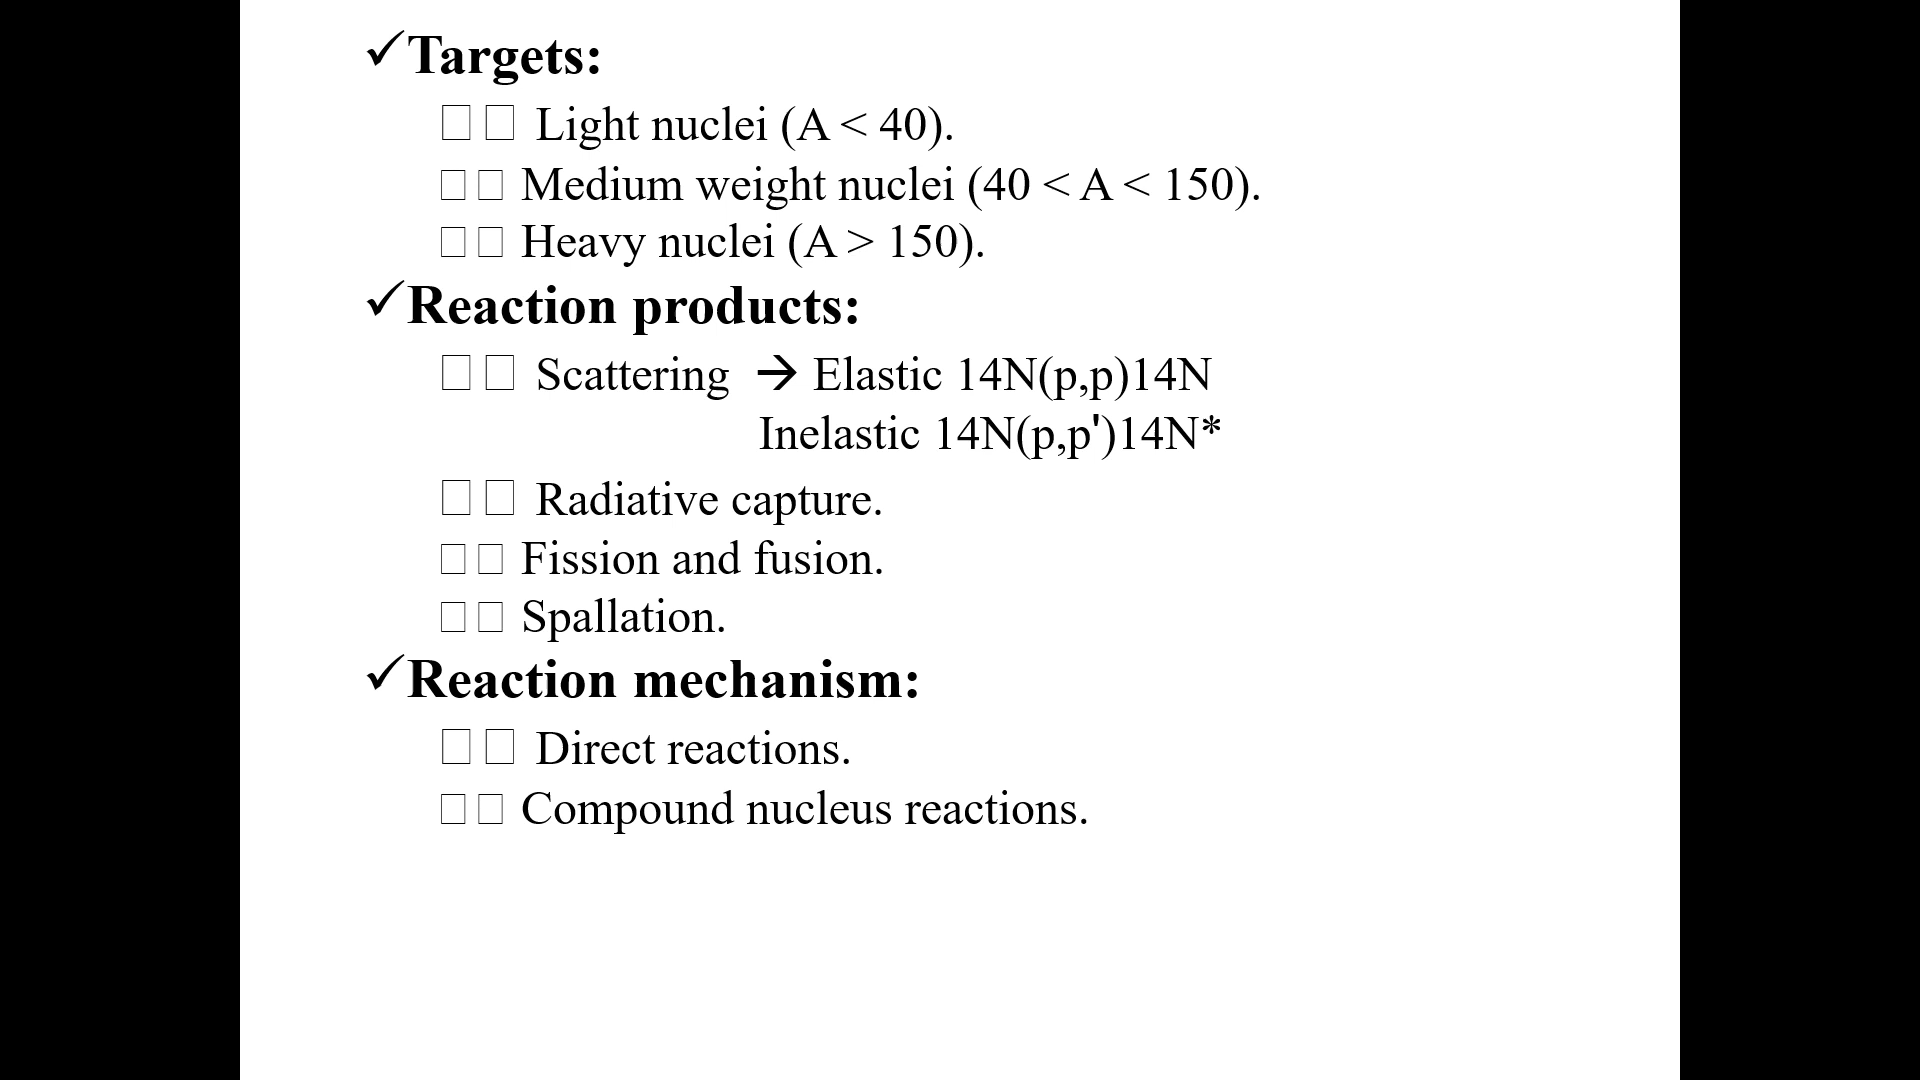 ✓Targets:
□□ Light nuclei (A < 40).
□□ Medium weight nuclei (40 < A < 150).
□□ Heavy nuclei (A > 150).
✓Reaction products:
□□ Scattering → Elastic 14N(p,p)14N
Inelastic 14N(p,p')14N*
□□ Radiative capture.
□□ Fission and fusion.
□□ Spallation.
✓Reaction mechanism:
□□ Direct reactions.
□□ Compound nucleus reactions.